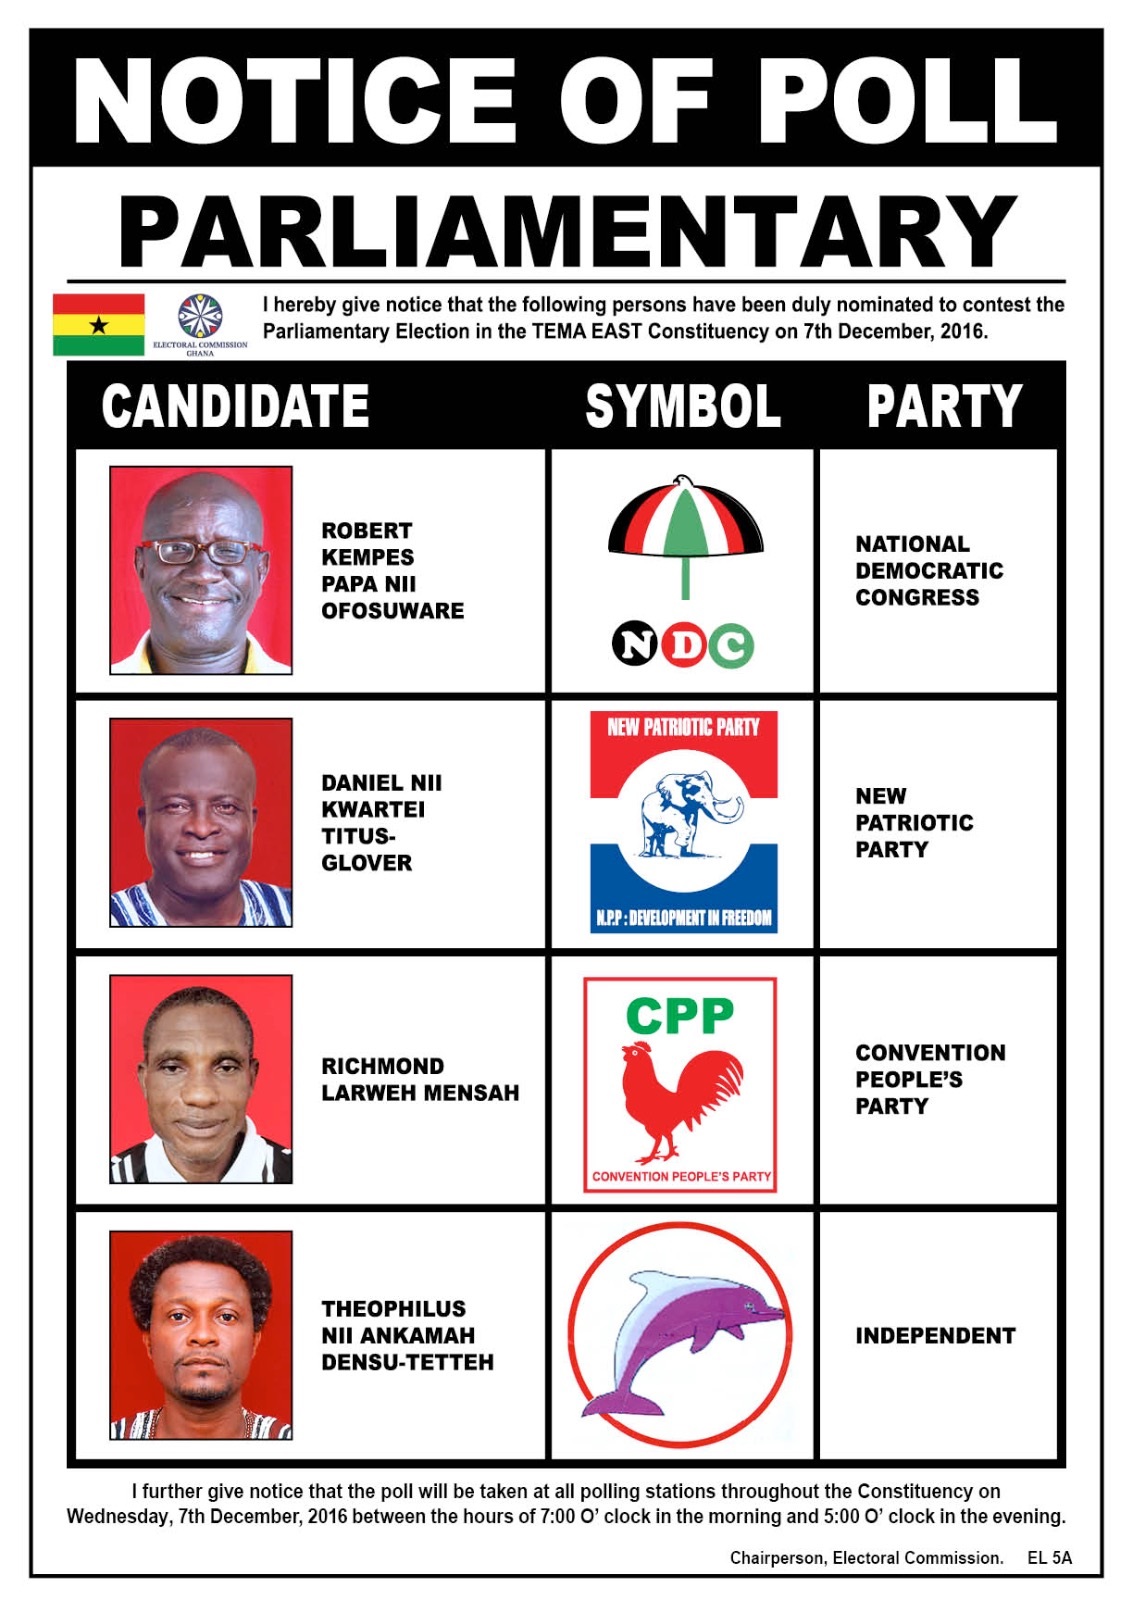 NOTICE OF POLL
PARLIAMENTARY
I hereby give notice that the following persons have been duly nominated to contest the
Parliamentary Election in the TEMA EAST Constituency on 7th December, 2016.
ELECTORAL COMMISSION
GHANA
CANDIDATE SYMBOL PARTY
ROBERT
KEMPES
PAPA NII
OFOSUWARE
NDC
NATIONAL
DEMOCRATIC
CONGRESS
DANIEL NII
KWARTEI
TITUS-
GLOVER
NEW PATRIOTIC PARTY
N.P.P : DEVELOPMENT IN FREEDOM
NEW
PATRIOTIC
PARTY
RICHMOND
LARWEH MENSAH
CPP
CONVENTION PEOPLE'S PARTY
CONVENTION
PEOPLE'S
PARTY
THEOPHILUS
NII ANKAMAH
DENSU-TETTEH
INDEPENDENT
I further give notice that the poll will be taken at all polling stations throughout the Constituency on
Wednesday, 7th December, 2016 between the hours of 7:00 O' clock in the morning and 5:00 O' clock in the evening.
Chairperson, Electoral Commission. EL 5A